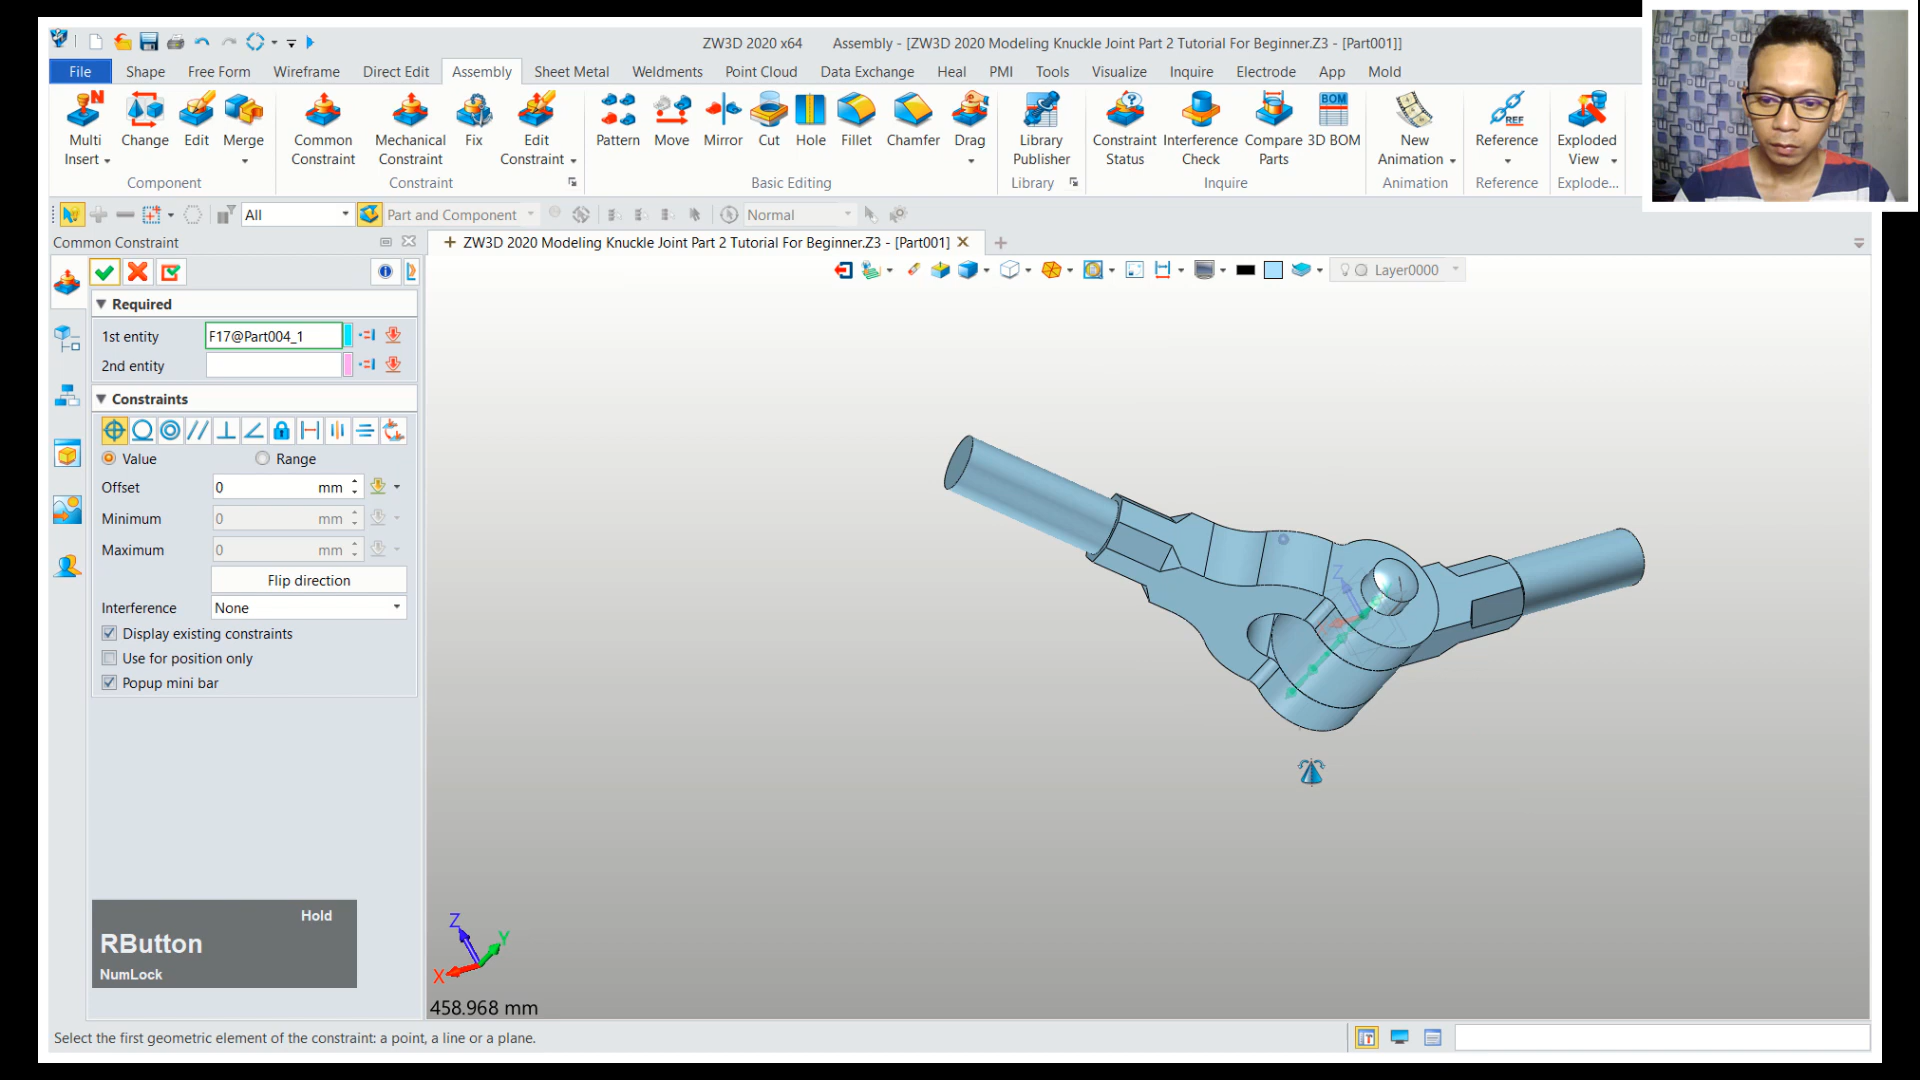 ZW3D 2020 x64 Assembly - [ZW3D 2020 Modeling Knuckle Joint Part 2 Tutorial For Beginner.Z3 - [Part001]]
File Shape Free Form Wireframe Direct Edit Assembly Sheet Metal Weldments Point Cloud Data Exchange Heal PMI Tools Visualize Inquire Electrode App Mold
Multi Insert Change Edit Merge Common Constraint Mechanical Constraint Fix Edit Constraint Pattern Move Mirror Cut Hole Fillet Chamfer Drag Library Publisher Constraint Status Interference Check Compare Parts 3D BOM New Animation Reference Exploded View
Component Constraint Basic Editing Library Inquire Animation Reference Explode...
All Part and Component Normal
Common Constraint
ZW3D 2020 Modeling Knuckle Joint Part 2 Tutorial For Beginner.Z3 - [Part001]
Layer0000
Required
1st entity F17@Part004_1
2nd entity
Constraints
Value Range
Offset 0 mm
Minimum 0 mm
Maximum 0 mm
Flip direction
Interference None
Display existing constraints
Use for position only
Popup mini bar
Z
Hold
RButton
NumLock
Z
Y
X
458.968 mm
Select the first geometric element of the constraint: a point, a line or a plane.